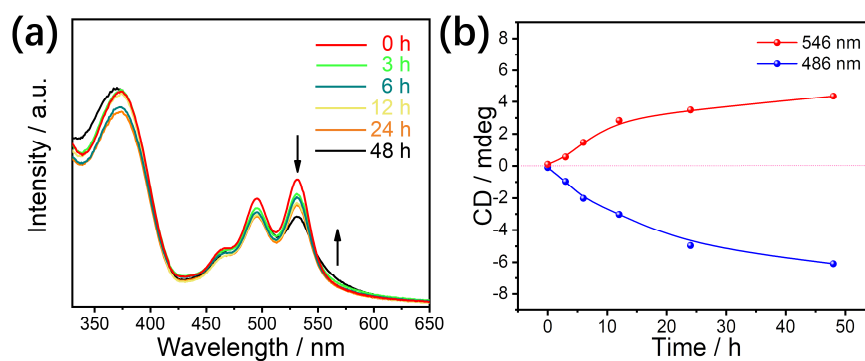 (a)
0 h
3 h
6 h
12 h
24 h
48 h
Intensity / a.u.
350 400 450 500 550 600 650
Wavelength / nm
(b)
546 nm
486 nm
CD / mdeg
8
6
4
2
0
-2
-4
-6
-8
0 10 20 30 40 50
Time / h